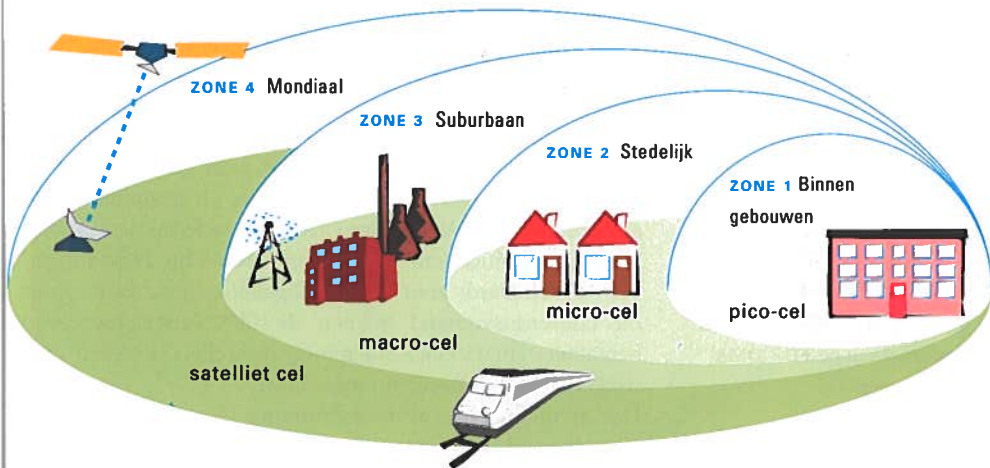 ZONE 4 Mondiaal
ZONE 3 Suburbaan
ZONE 2 Stedelijk
ZONE 1 Binnen
gebouwen
micro-cel
pico-cel
macro-cel
satelliet cel